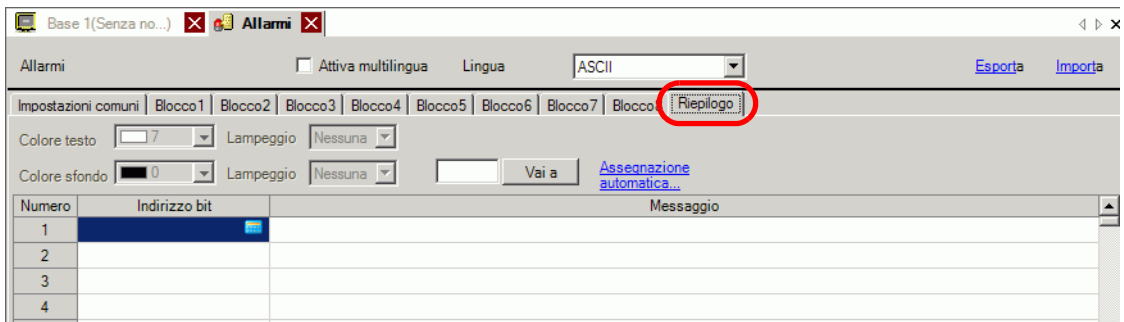 Base 1(Senza no...) Allarmi
Allarmi Attiva multilingua Lingua ASCII Esporta Importa
Impostazioni comuni Blocco1 Blocco2 Blocco3 Blocco4 Blocco5 Blocco6 Blocco7 Blocco8 Riepilogo
Colore testo 7 Lampeggio Nessuna
Colore sfondo 0 Lampeggio Nessuna Vai a Assegnazione
automatica...
Numero Indirizzo bit Messaggio
1
2
3
4